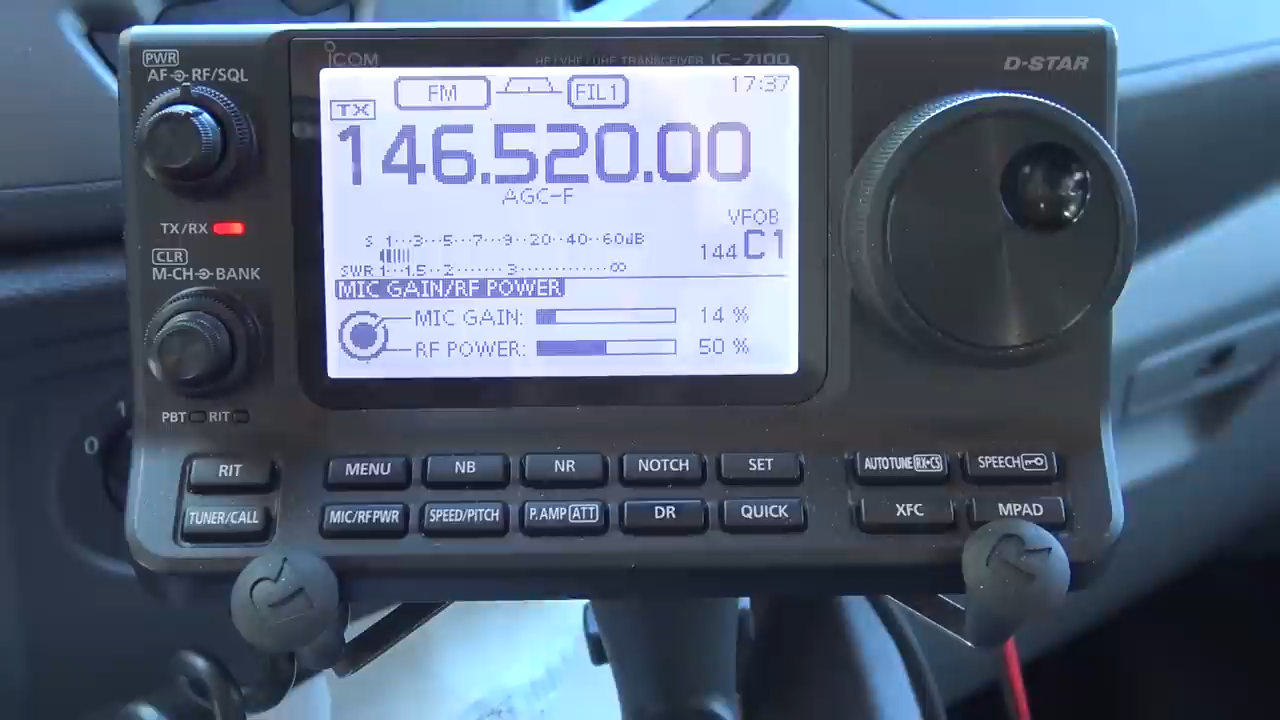 PWR
AF RF/SQL
iCOM
HF/VHF/UHF TRANSCEIVER IC-7100
D-STAR
FM
FIL1
17:37
TX
146.520.00
AGC-F
TX/RX
VFOB
144 C1
S 1···3···5···7···9··20··40··60dB
CLR
M-CH BANK
SWR 1···1.5··2········3············∞
MIC GAIN/RF POWER
MIC GAIN: 14 %
RF POWER: 50 %
PBT RIT
1
0
RIT
MENU
NB
NR
NOTCH
SET
AUTOTUNE RX→CS
SPEECH
TUNER/CALL
MIC/RFPWR
SPEED/PITCH
P.AMP ATT
DR
QUICK
XFC
MPAD